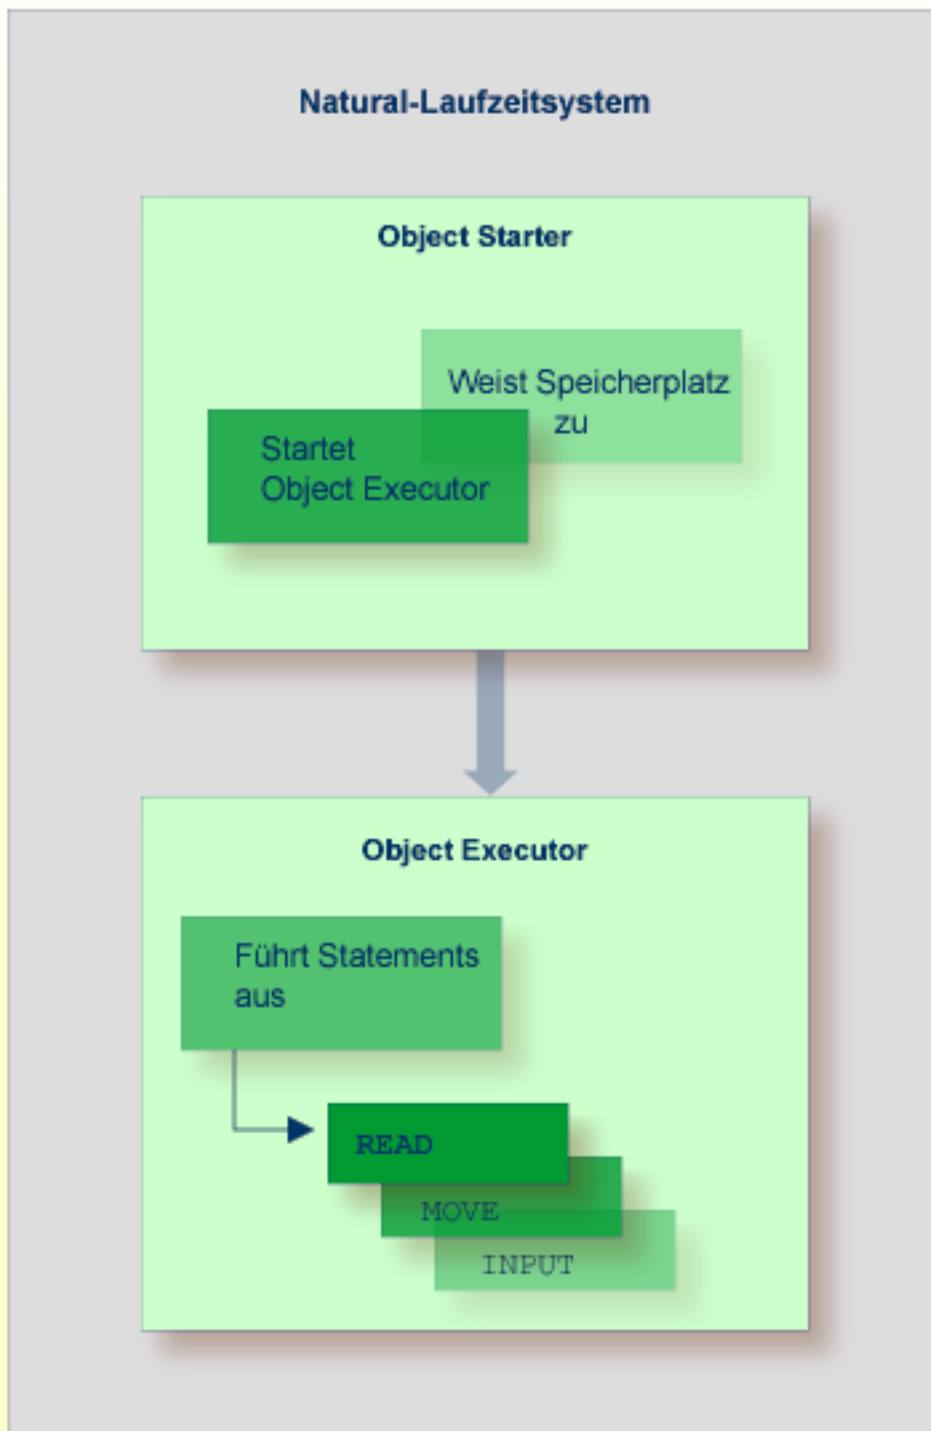 Natural-Laufzeitsystem
Object Starter
Weist Speicherplatz
zu
Startet
Object Executor
Object Executor
Führt Statements
aus
READ
MOVE
INPUT